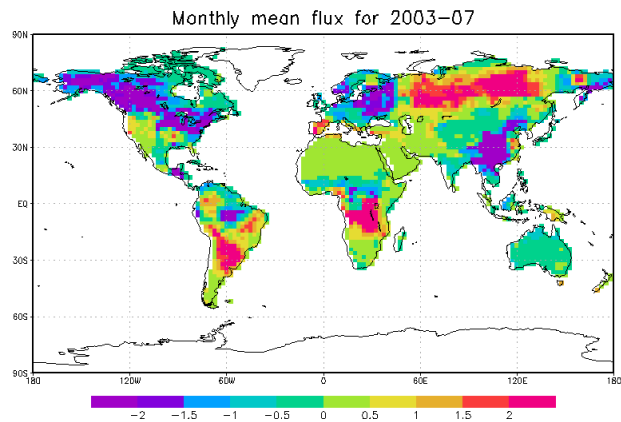 Monthly mean flux for 2003-07
90N
60N
30N
EQ
30S
60S
90S
180 120W 60W 0 60E 120E 180
-2 -1.5 -1 -0.5 0 0.5 1 1.5 2